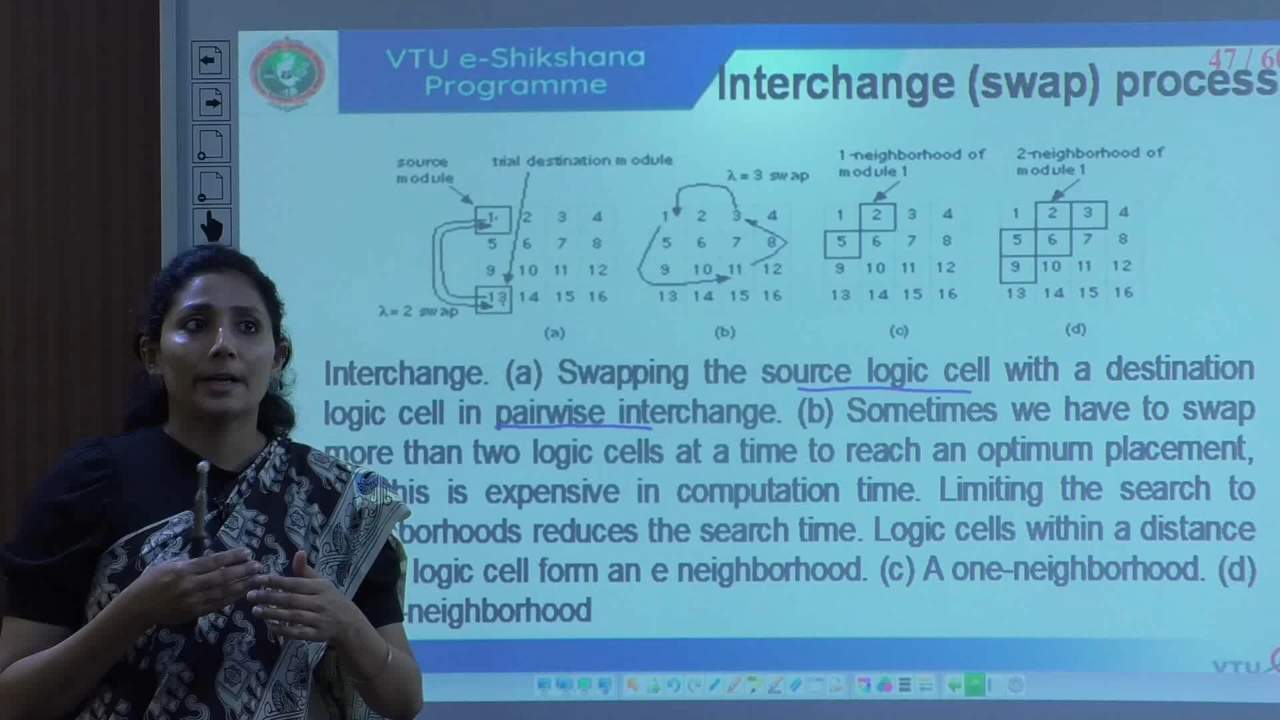 VTU e-Shikshana
Programme
47 / 60
Interchange (swap) process
source
module
trial destination module
λ = 3 swap
1-neighborhood of
module 1
2-neighborhood of
module 1
1 2 3 4
5 6 7 8
9 10 11 12
13 14 15 16
λ = 2 swap
(a)
1 2 3 4
5 6 7 8
9 10 11 12
13 14 15 16
(b)
1 2 3 4
5 6 7 8
9 10 11 12
13 14 15 16
(c)
1 2 3 4
5 6 7 8
9 10 11 12
13 14 15 16
(d)
Interchange. (a) Swapping the source logic cell with a destination
logic cell in pairwise interchange. (b) Sometimes we have to swap
more than two logic cells at a time to reach an optimum placement,
this is expensive in computation time. Limiting the search to
borhoods reduces the search time. Logic cells within a distance
logic cell form an e neighborhood. (c) A one-neighborhood. (d)
-neighborhood
VTU